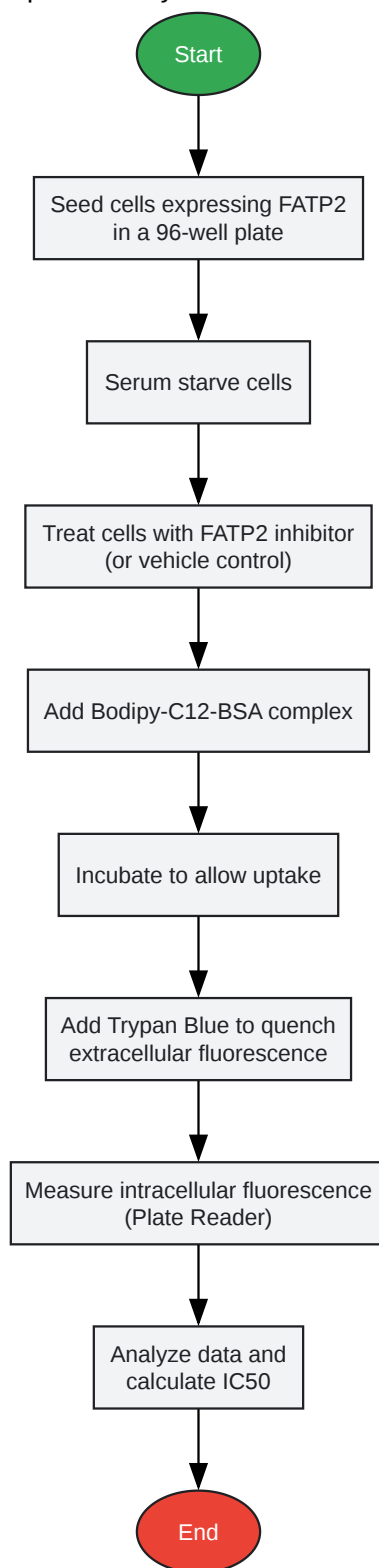 Start
Seed cells expressing FATP2
in a 96-well plate
Serum starve cells
Treat cells with FATP2 inhibitor
(or vehicle control)
Add Bodipy-C12-BSA complex
Incubate to allow uptake
Add Trypan Blue to quench
extracellular fluorescence
Measure intracellular fluorescence
(Plate Reader)
Analyze data and
calculate IC50
End